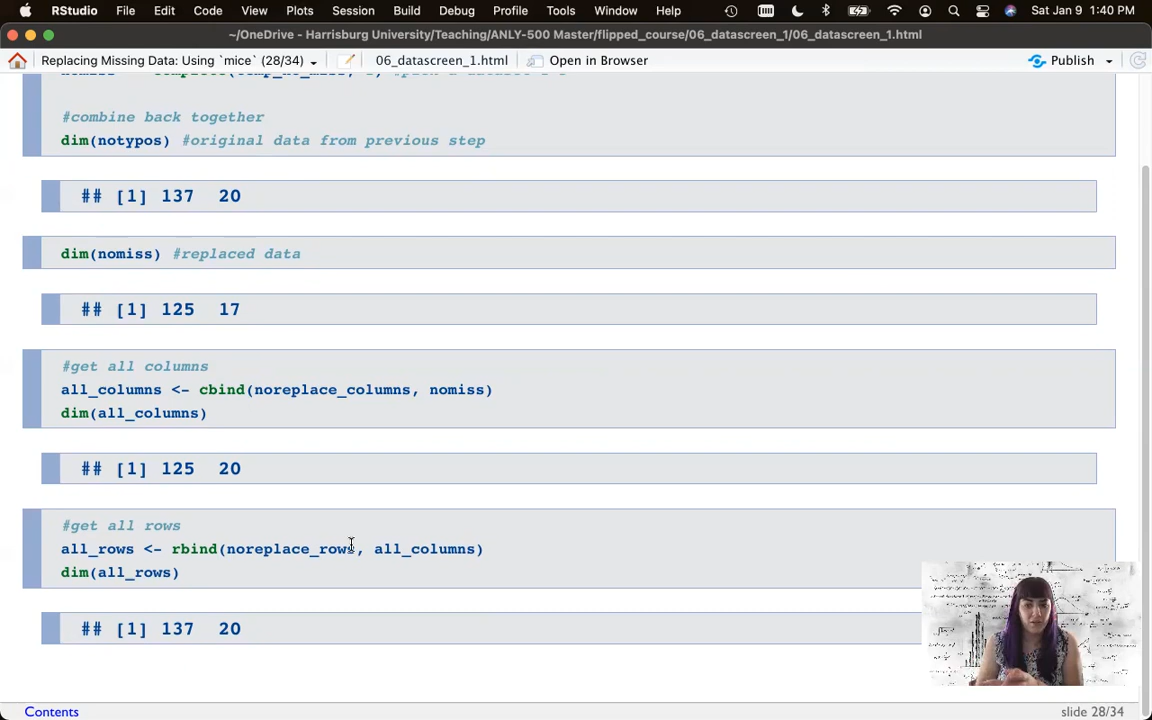 RStudio File Edit Code View Plots Session Build Debug Profile Tools Window Help Sat Jan 9 1:40 PM
~/OneDrive - Harrisburg University/Teaching/ANLY-500 Master/flipped_course/06_datascreen_1/06_datascreen_1.html
Replacing Missing Data: Using `mice` (28/34) 06_datascreen_1.html Open in Browser Publish
#combine back together
dim(notypos) #original data from previous step
## [1] 137 20
dim(nomiss) #replaced data
## [1] 125 17
#get all columns
all_columns <- cbind(noreplace_columns, nomiss)
dim(all_columns)
## [1] 125 20
#get all rows
all_rows <- rbind(noreplace_rows, all_columns)
dim(all_rows)
## [1] 137 20
Contents slide 28/34